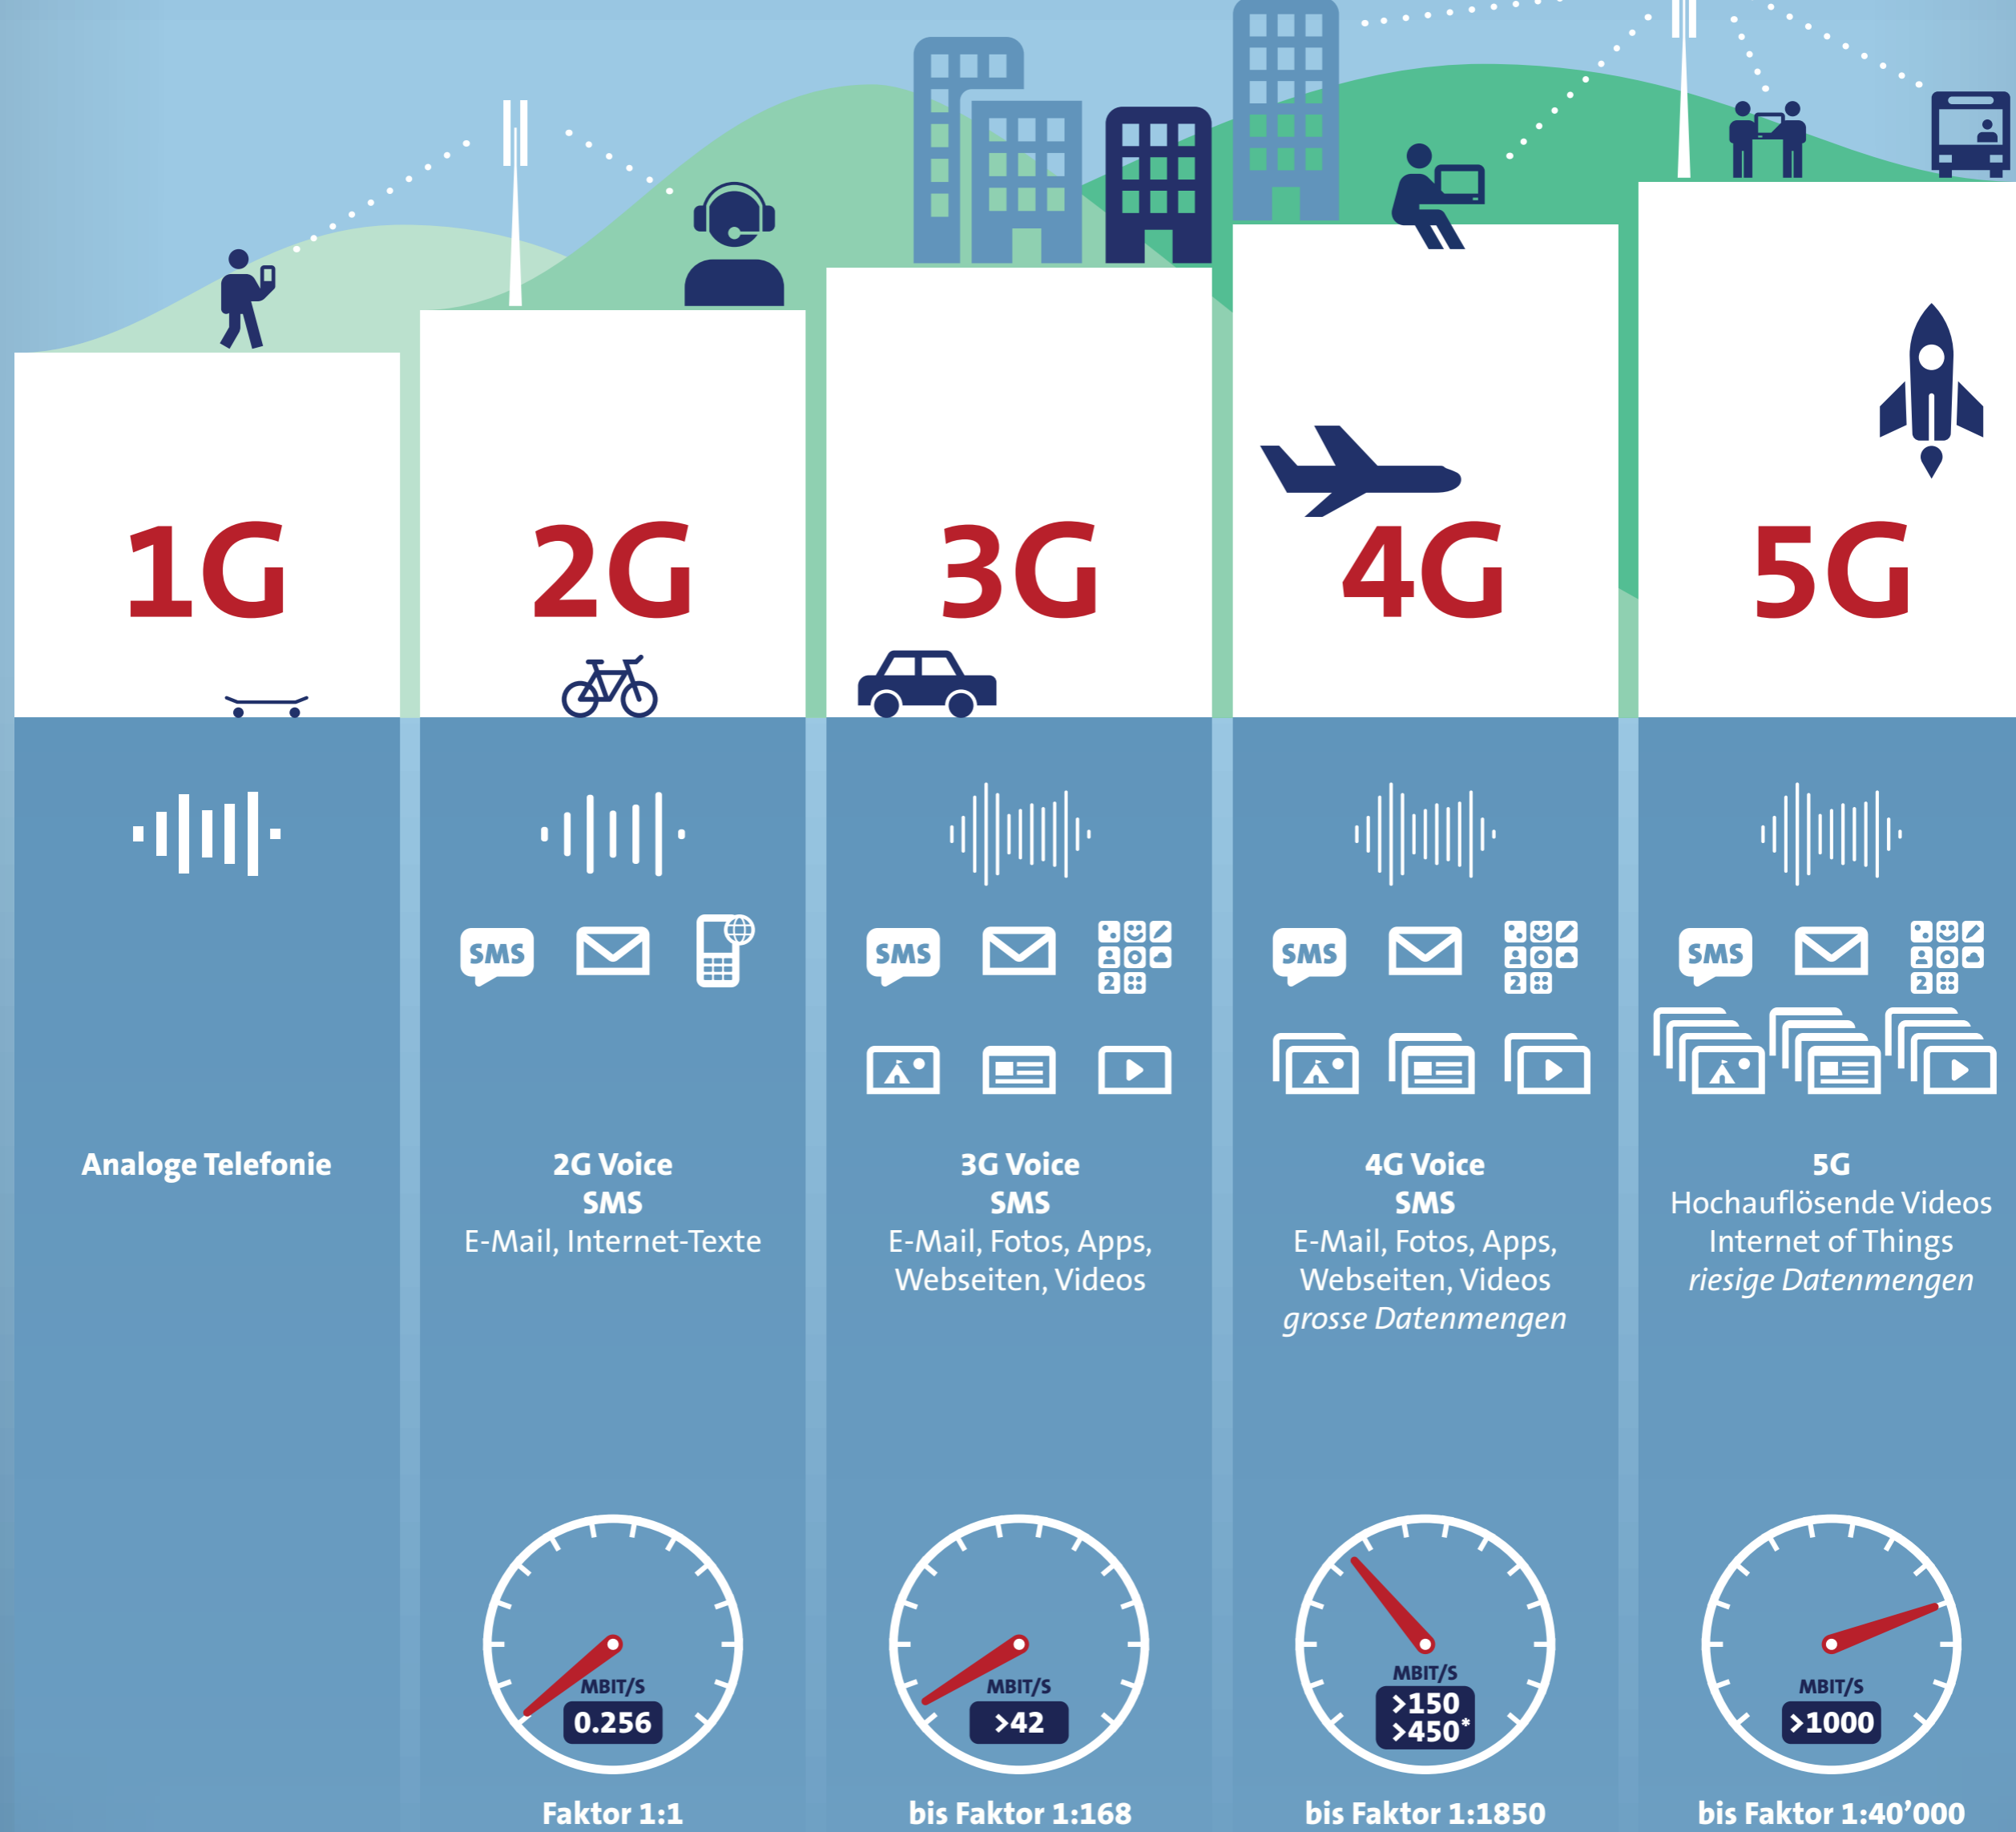 1G
2G
3G
4G
5G
SMS
SMS
2
SMS
2
SMS
2
Analoge Telefonie
2G Voice
SMS
E-Mail, Internet-Texte
3G Voice
SMS
E-Mail, Fotos, Apps,
Webseiten, Videos
4G Voice
SMS
E-Mail, Fotos, Apps,
Webseiten, Videos
grosse Datenmengen
5G
Hochauflösende Videos
Internet of Things
riesige Datenmengen
MBIT/S
0.256
MBIT/S
>42
MBIT/S
>150
>450*
MBIT/S
>1000
Faktor 1:1
bis Faktor 1:168
bis Faktor 1:1850
bis Faktor 1:40’000